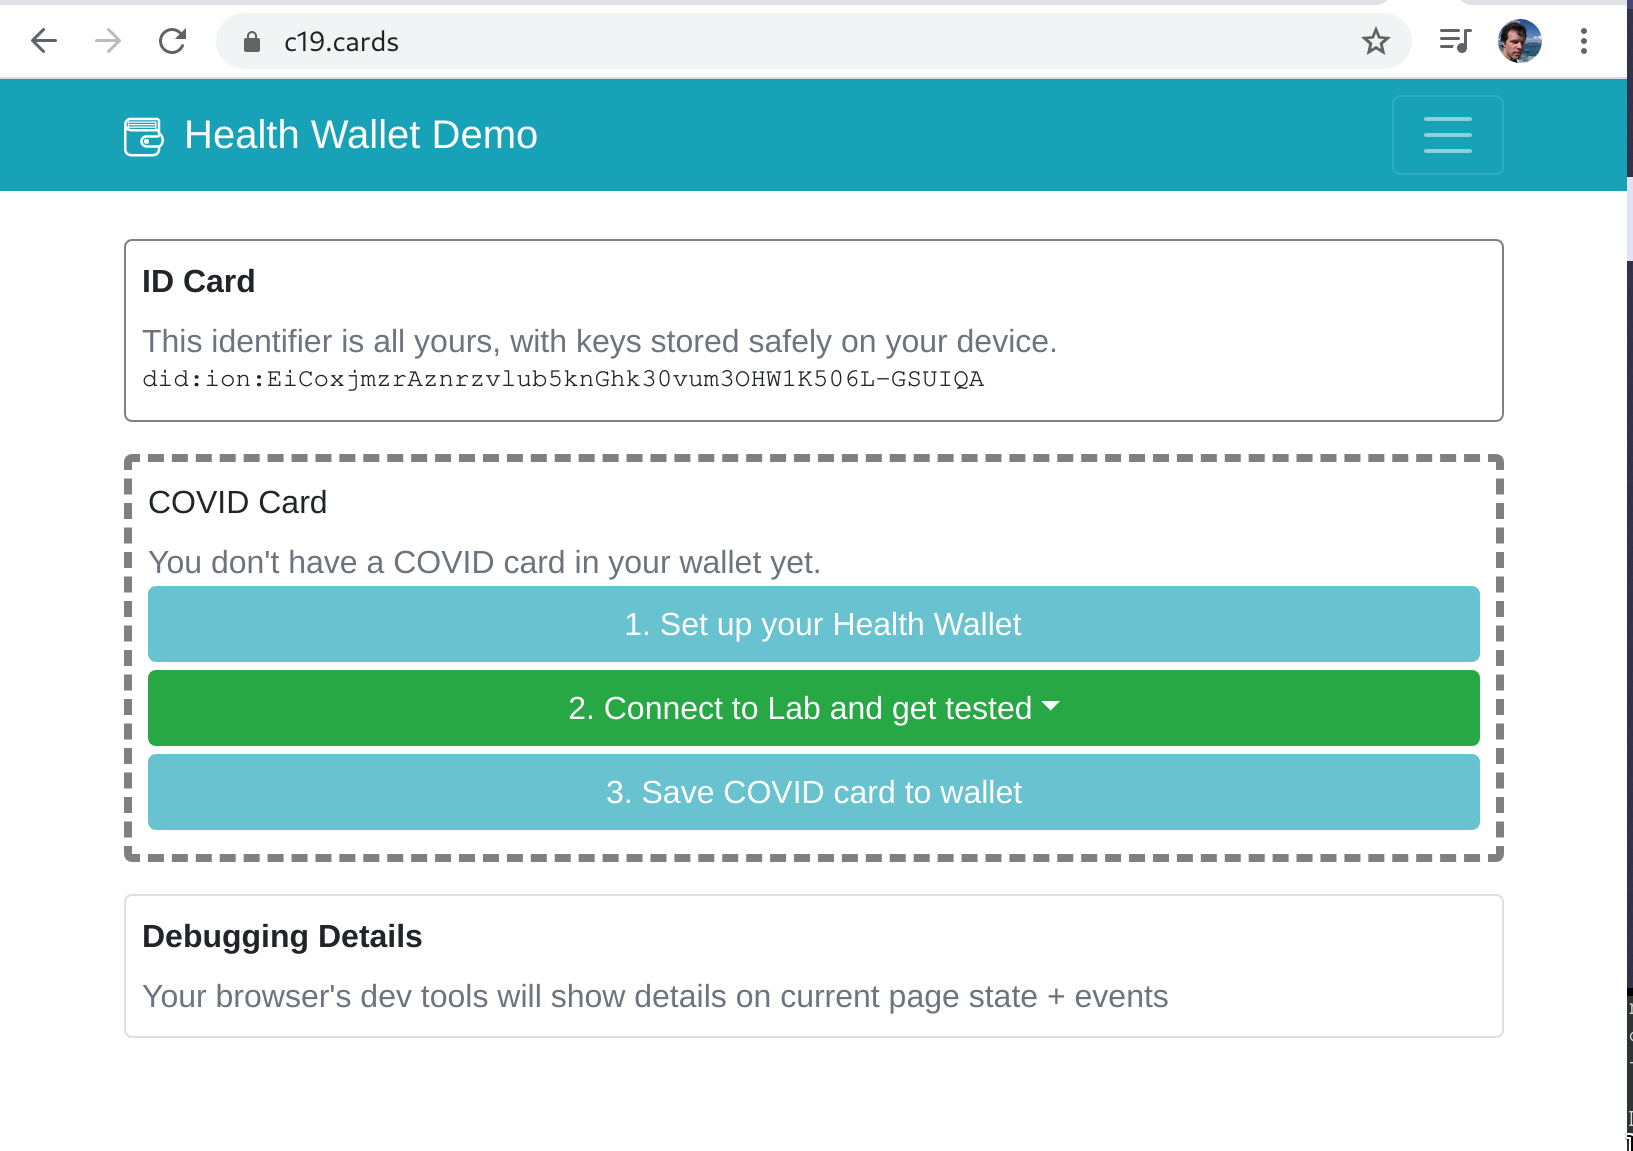 c19.cards
Health Wallet Demo
ID Card
This identifier is all yours, with keys stored safely on your device.
did:ion:EiCoxjmzrAznrzvlub5knGhk30vum3OHW1K506L-GSUIQA
COVID Card
You don't have a COVID card in your wallet yet.
1. Set up your Health Wallet
2. Connect to Lab and get tested
3. Save COVID card to wallet
Debugging Details
Your browser's dev tools will show details on current page state + events